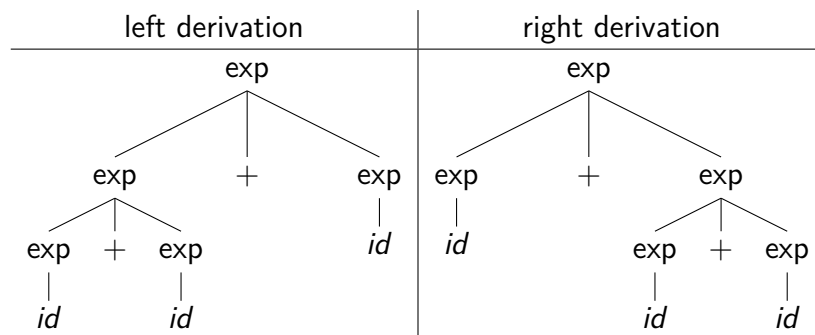 left derivation right derivation
exp exp
exp + exp exp + exp
exp + exp id id exp + exp
id id id id